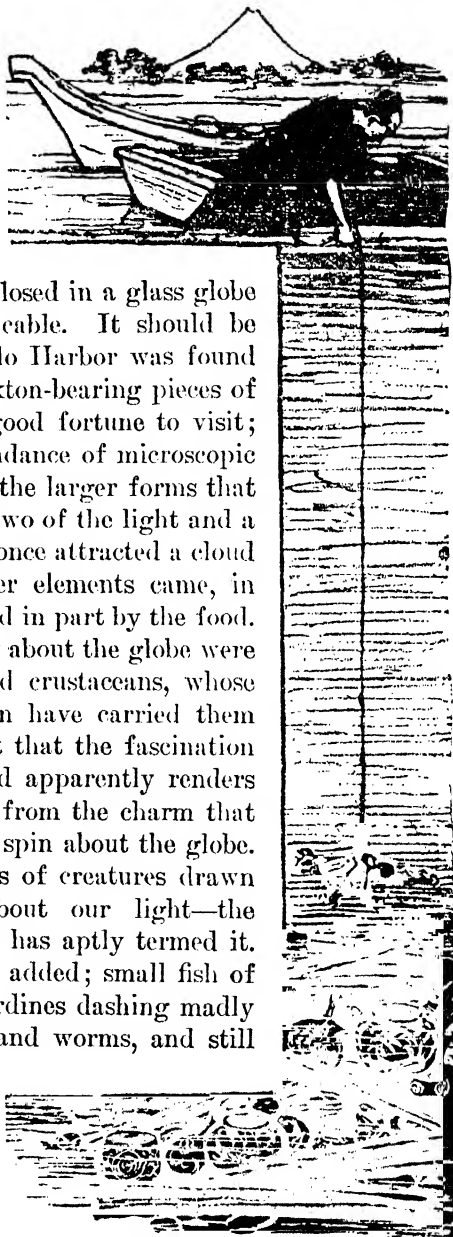 losed in a glass globe
cable. It should be
lo Harbor was found
kton-bearing pieces of
good fortune to visit;
ndance of microscopic
the larger forms that
wo of the light and a
once attracted a cloud
er elements came, in
d in part by the food.
about the globe were
d crustaceans, whose
n have carried them
t that the fascination
d apparently renders
from the charm that
spin about the globe.
s of creatures drawn
bout our light—the
has aptly termed it.
added; small fish of
rdines dashing madly
and worms, and still